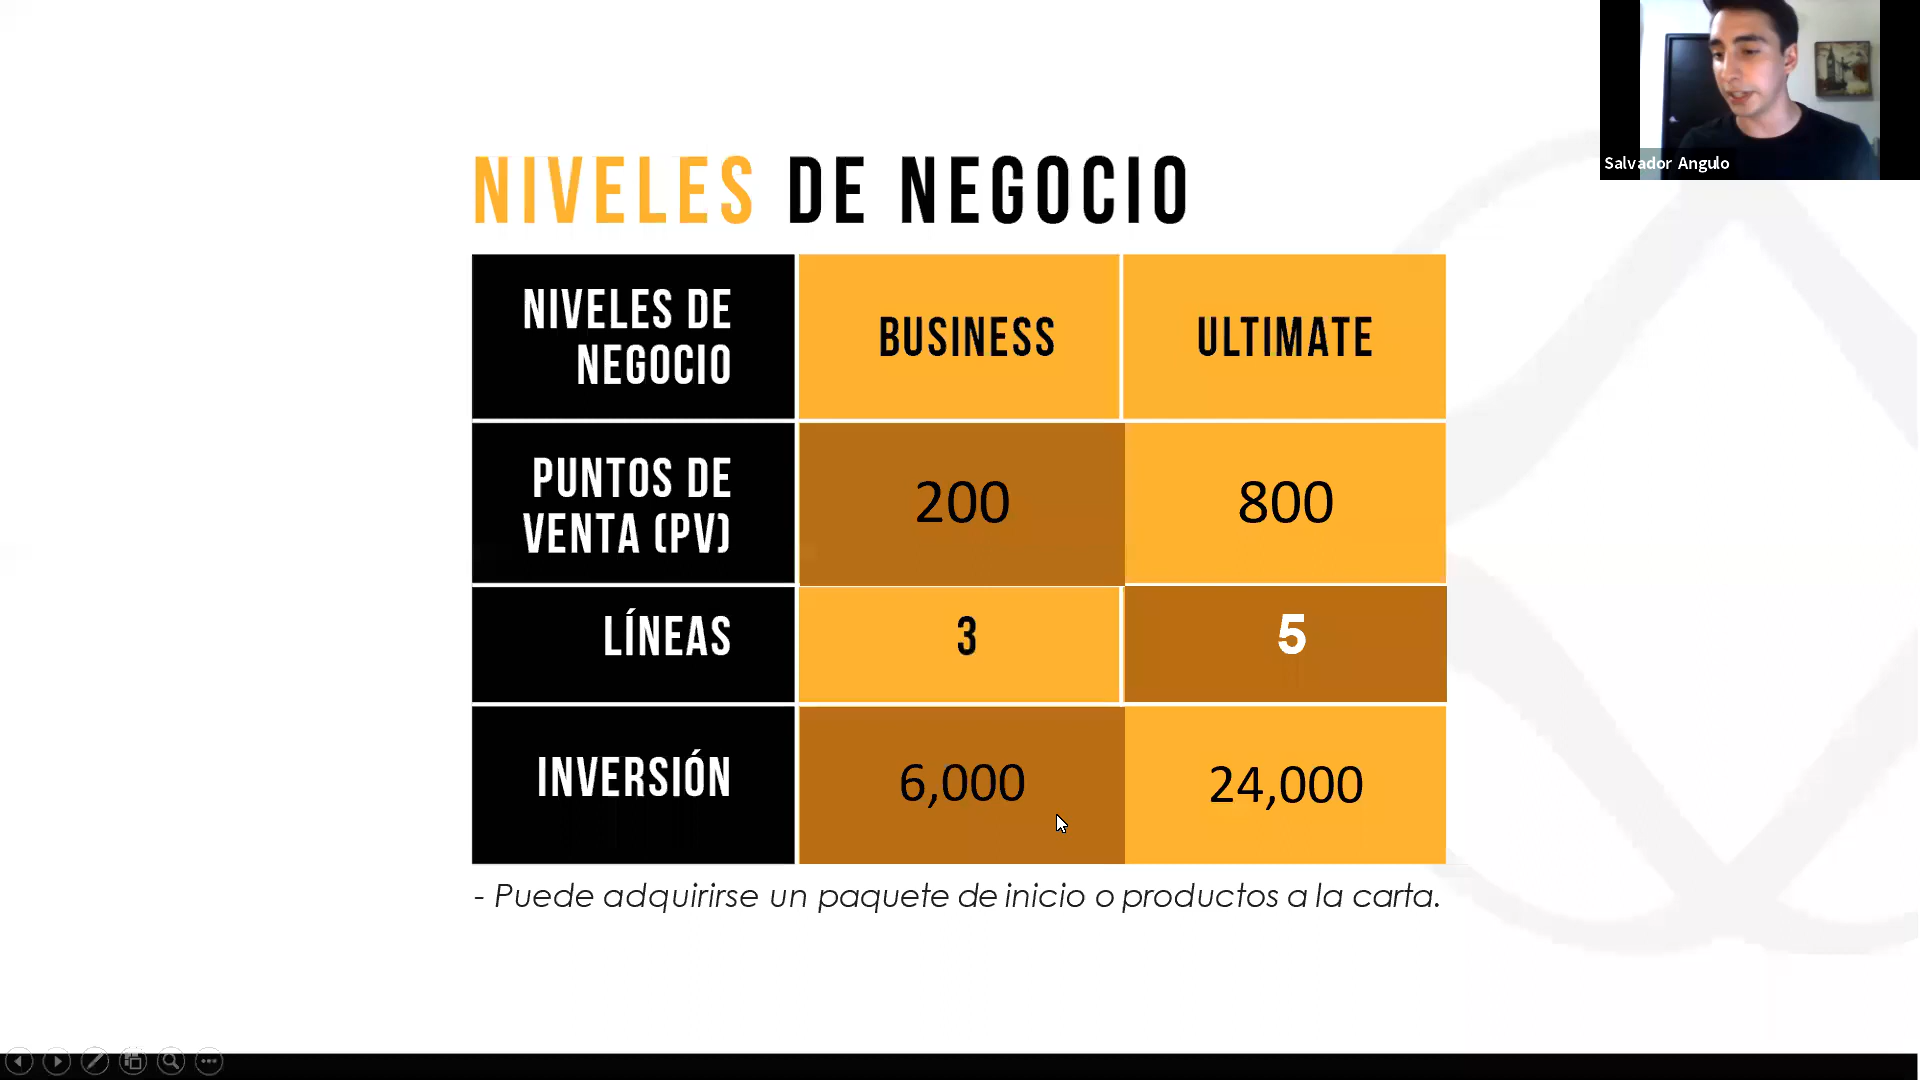 Salvador Angulo
NIVELES DE NEGOCIO
NIVELES DE
NEGOCIO
BUSINESS
ULTIMATE
PUNTOS DE
VENTA (PV)
200
800
LÍNEAS
3
5
INVERSIÓN
6,000
24,000
- Puede adquirirse un paquete de inicio o productos a la carta.